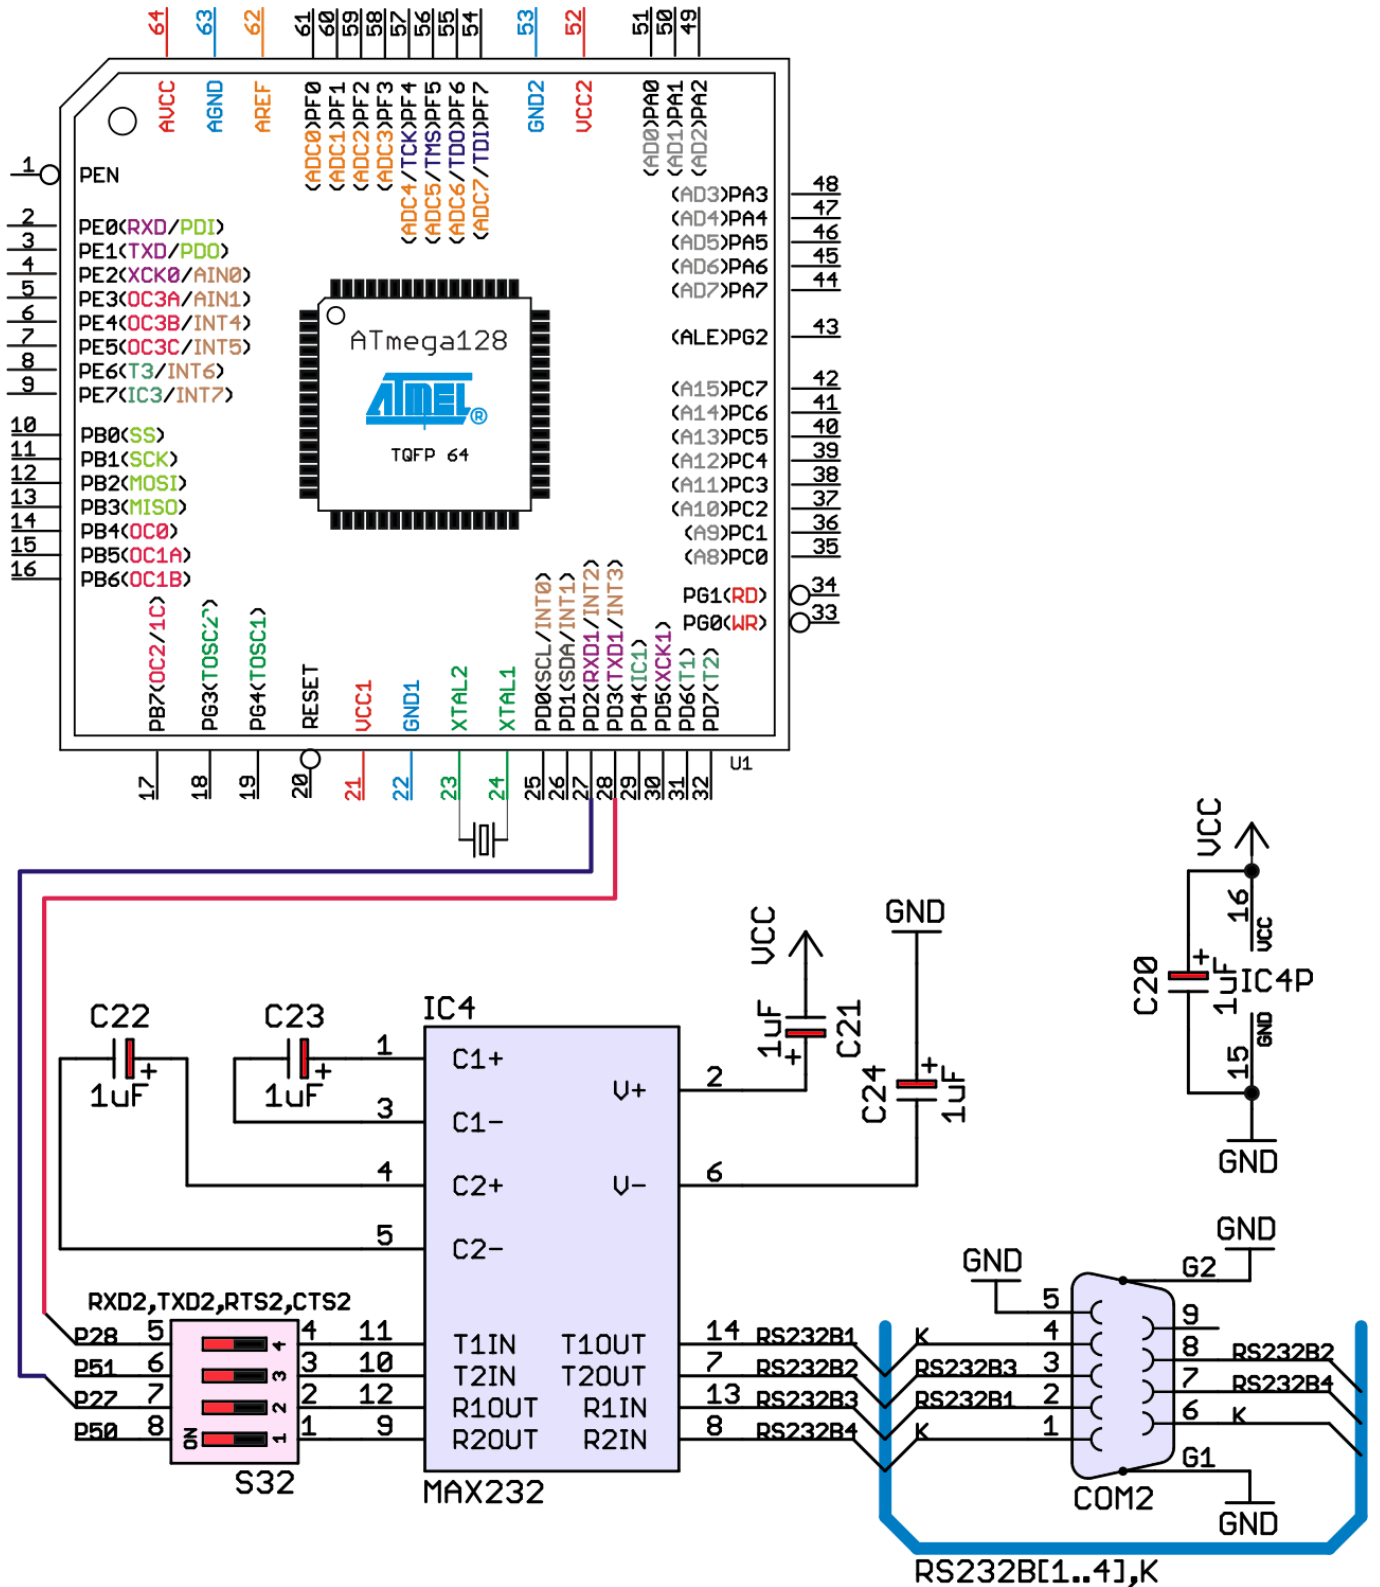 64 63 62 61 60 59 58 57 56 55 54 53 52 51 50 49
AVCC AGND AREF (ADC0)PF0 (ADC1)PF1 (ADC2)PF2 (ADC3)PF3 (ADC4/TCK)PF4 (ADC5/TMS)PF5 (ADC6/TDO)PF6 (ADC7/TDI)PF7 GND2 VCC2 (AD0)PA0 (AD1)PA1 (AD2)PA2
1 PEN
2 PE0(RXD/PDI)
3 PE1(TXD/PDO)
4 PE2(XCK0/AIN0)
5 PE3(OC3A/AIN1)
6 PE4(OC3B/INT4)
7 PE5(OC3C/INT5)
8 PE6(T3/INT6)
9 PE7(IC3/INT7)
10 PB0(SS)
11 PB1(SCK)
12 PB2(MOSI)
13 PB3(MISO)
14 PB4(OC0)
15 PB5(OC1A)
16 PB6(OC1B)
ATmega128
ATMEL®
TQFP 64
(AD3)PA3 48
(AD4)PA4 47
(AD5)PA5 46
(AD6)PA6 45
(AD7)PA7 44
(ALE)PG2 43
(A15)PC7 42
(A14)PC6 41
(A13)PC5 40
(A12)PC4 39
(A11)PC3 38
(A10)PC2 37
(A9)PC1 36
(A8)PC0 35
PG1(RD) 34
PG0(WR) 33
PB7(OC2/1C) PG3(TOSC2) PG4(TOSC1) RESET VCC1 GND1 XTAL2 XTAL1 PD0(SCL/INT0) PD1(SDA/INT1) PD2(RXD1/INT2) PD3(TXD1/INT3) PD4(IC1) PD5(XCK1) PD6(T1) PD7(T2)
17 18 19 20 21 22 23 24 25 26 27 28 29 30 31 32
U1
VCC
16 VCC
C20 + 1uF IC4P
15 GND
GND
VCC
1uF + C21
GND
C24 + 1uF
C22 + 1uF
C23 + 1uF
IC4
1 C1+
3 C1-
4 C2+
5 C2-
V+ 2
V- 6
RXD2,TXD2,RTS2,CTS2
P28 5 4 4 11 T1IN T1OUT 14 RS232B1 K
P51 6 3 3 10 T2IN T2OUT 7 RS232B2 RS232B3
P27 7 2 2 12 R1OUT R1IN 13 RS232B3 RS232B1
P50 8 ON 1 1 9 R2OUT R2IN 8 RS232B4 K
S32
MAX232
GND
GND
G2
5 4 3 2 1
9
8 RS232B2
7 RS232B4
6 K
G1
COM2
GND
RS232B[1..4],K